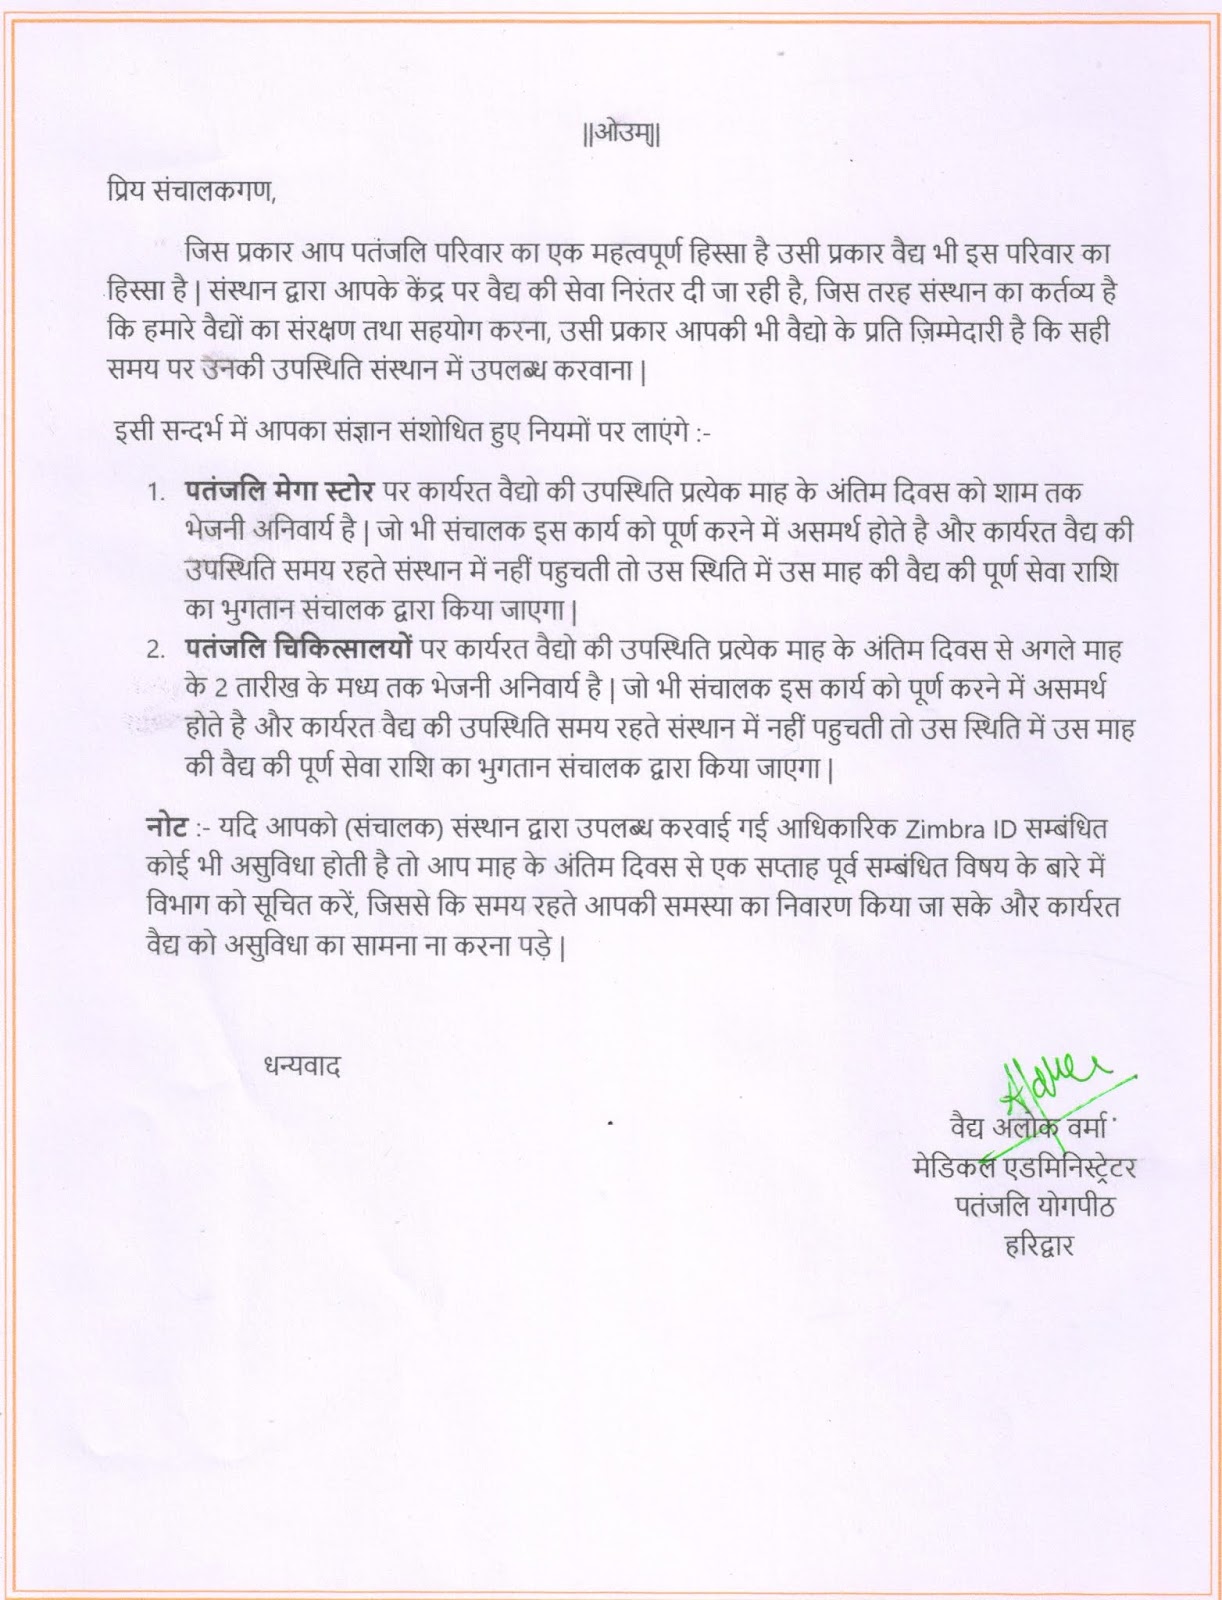 ||ओउम्||
प्रिय संचालकगण,
जिस प्रकार आप पतंजलि परिवार का एक महत्वपूर्ण हिस्सा है उसी प्रकार वैद्य भी इस परिवार का
हिस्सा है | संस्थान द्वारा आपके केंद्र पर वैद्य की सेवा निरंतर दी जा रही है, जिस तरह संस्थान का कर्तव्य है
कि हमारे वैद्यों का संरक्षण तथा सहयोग करना, उसी प्रकार आपकी भी वैद्यो के प्रति ज़िम्मेदारी है कि सही
समय पर उनकी उपस्थिति संस्थान में उपलब्ध करवाना |
इसी सन्दर्भ में आपका संज्ञान संशोधित हुए नियमों पर लाएंगे :-
1. पतंजलि मेगा स्टोर पर कार्यरत वैद्यो की उपस्थिति प्रत्येक माह के अंतिम दिवस को शाम तक
भेजनी अनिवार्य है | जो भी संचालक इस कार्य को पूर्ण करने में असमर्थ होते है और कार्यरत वैद्य की
उपस्थिति समय रहते संस्थान में नहीं पहुचती तो उस स्थिति में उस माह की वैद्य की पूर्ण सेवा राशि
का भुगतान संचालक द्वारा किया जाएगा |
2. पतंजलि चिकित्सालयों पर कार्यरत वैद्यो की उपस्थिति प्रत्येक माह के अंतिम दिवस से अगले माह
के 2 तारीख के मध्य तक भेजनी अनिवार्य है | जो भी संचालक इस कार्य को पूर्ण करने में असमर्थ
होते है और कार्यरत वैद्य की उपस्थिति समय रहते संस्थान में नहीं पहुचती तो उस स्थिति में उस माह
की वैद्य की पूर्ण सेवा राशि का भुगतान संचालक द्वारा किया जाएगा |
नोट :- यदि आपको (संचालक) संस्थान द्वारा उपलब्ध करवाई गई आधिकारिक Zimbra ID सम्बंधित
कोई भी असुविधा होती है तो आप माह के अंतिम दिवस से एक सप्ताह पूर्व सम्बंधित विषय के बारे में
विभाग को सूचित करें, जिससे कि समय रहते आपकी समस्या का निवारण किया जा सके और कार्यरत
वैद्य को असुविधा का सामना ना करना पड़े |
धन्यवाद
वैद्य अलोक वर्मा
मेडिकल एडमिनिस्ट्रेटर
पतंजलि योगपीठ
हरिद्वार